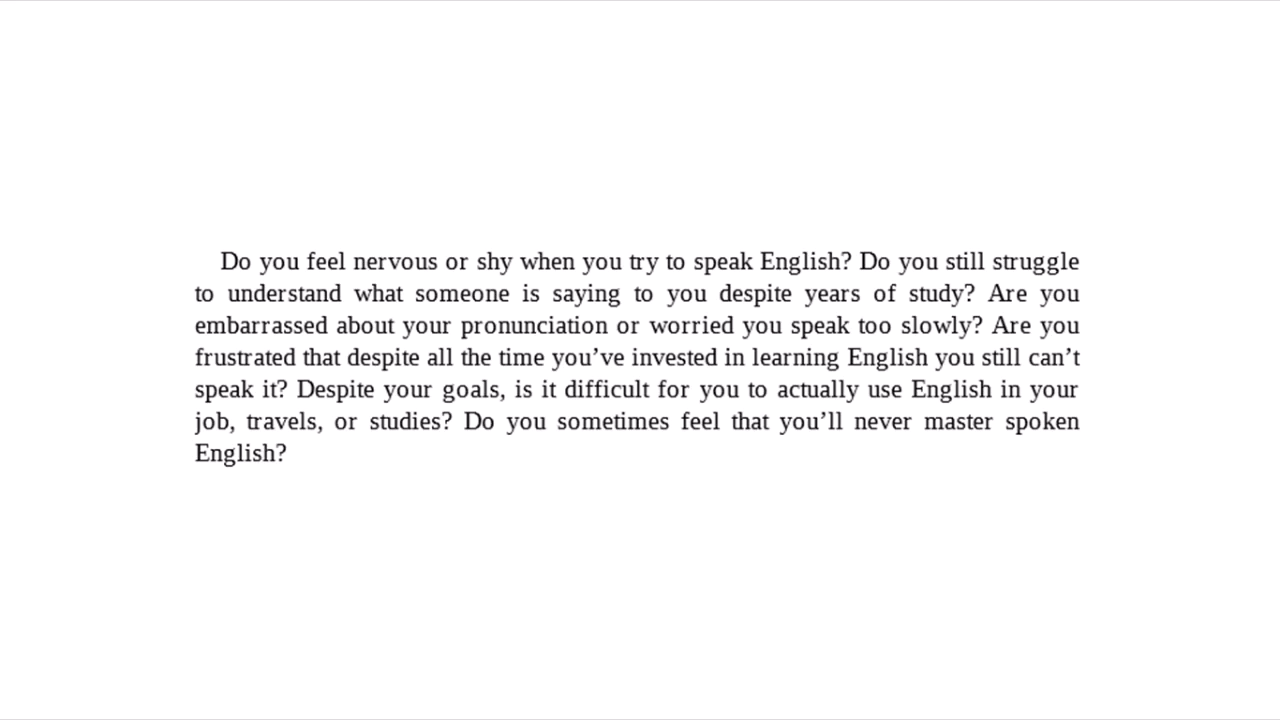 Do you feel nervous or shy when you try to speak English? Do you still struggle
to understand what someone is saying to you despite years of study? Are you
embarrassed about your pronunciation or worried you speak too slowly? Are you
frustrated that despite all the time you’ve invested in learning English you still can’t
speak it? Despite your goals, is it difficult for you to actually use English in your
job, travels, or studies? Do you sometimes feel that you’ll never master spoken
English?